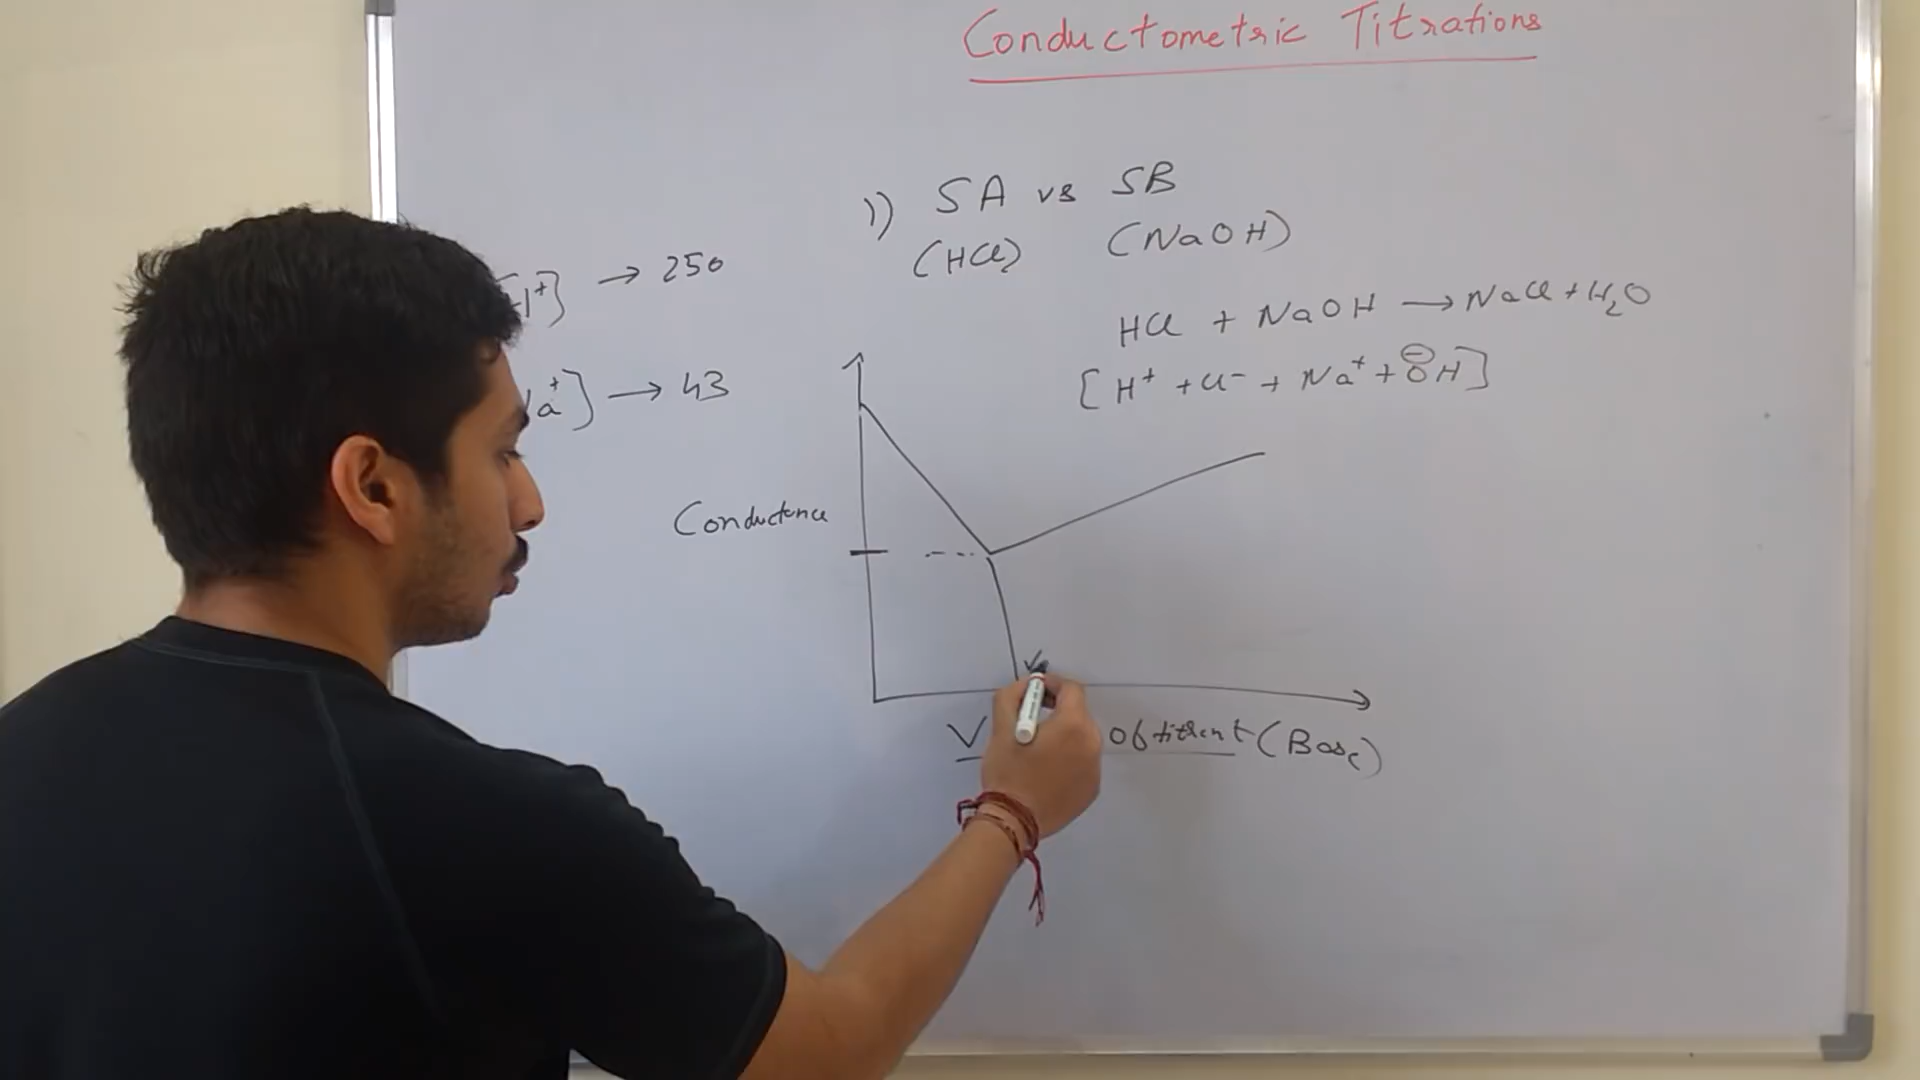 Conductometric Titrations
1) SA vs SB
(HCl) (NaOH)
HCl + NaOH → NaCl + H₂O
[H⁺ + Cl⁻ + Na⁺ + ⊖OH]
H⁺] → 250
a⁺] → 43
Conductance
V
of titrent (Base)